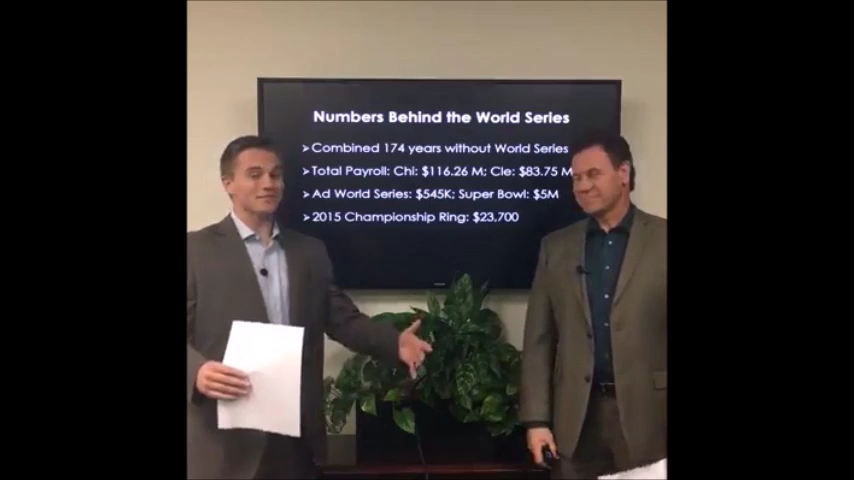 Numbers Behind the World Series
➤Combined 174 years without World Series
➤Total Payroll: Chi: $116.26 M; Cle: $83.75 M
➤Ad World Series: $545K; Super Bowl: $5M
➤2015 Championship Ring: $23,700